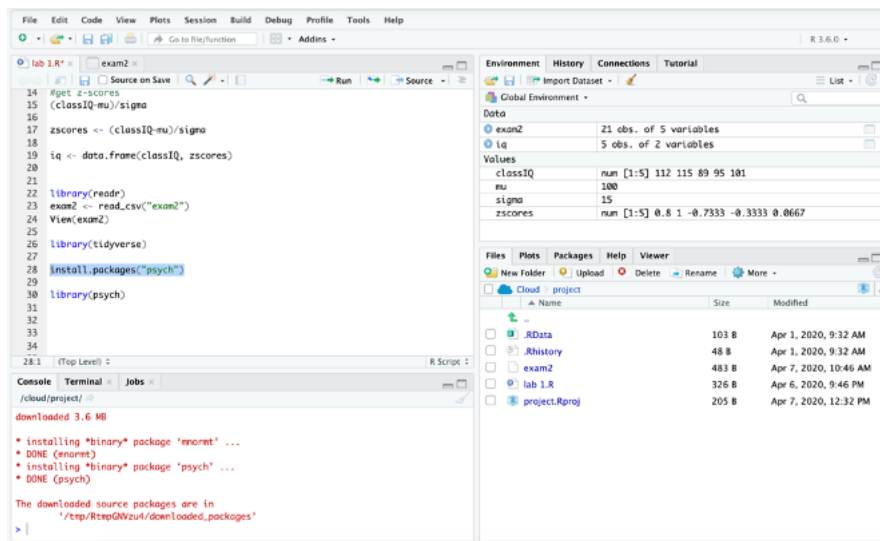 File Edit Code View Plots Session Build Debug Profile Tools Help
Go to file/function Addins R 3.6.0
lab 1.R* exam2
Source on Save Run Source
14 #get z-scores
15 (classIQ-mu)/sigma
16
17 zscores <- (classIQ-mu)/sigma
18
19 iq <- data.frame(classIQ, zscores)
20
21
22 library(readr)
23 exam2 <- read_csv("exam2")
24 View(exam2)
25
26 library(tidyverse)
27
28 install.packages("psych")
29
30 library(psych)
31
32
33
34
28:1 (Top Level) R Script
Console Terminal Jobs
/cloud/project/
downloaded 3.6 MB
* installing *binary* package 'mnormt' ...
* DONE (mnormt)
* installing *binary* package 'psych' ...
* DONE (psych)
The downloaded source packages are in
'/tmp/RtmpGNVzu4/downloaded_packages'
>
Environment History Connections Tutorial
Import Dataset List
Global Environment
Data
exam2 21 obs. of 5 variables
iq 5 obs. of 2 variables
Values
classIQ num [1:5] 112 115 89 95 101
mu 100
sigma 15
zscores num [1:5] 0.8 1 -0.7333 -0.3333 0.0667
Files Plots Packages Help Viewer
New Folder Upload Delete Rename More
Cloud project
Name Size Modified
..
.RData 103 B Apr 1, 2020, 9:32 AM
.Rhistory 48 B Apr 1, 2020, 9:32 AM
exam2 483 B Apr 7, 2020, 10:46 AM
lab 1.R 326 B Apr 6, 2020, 9:46 PM
project.Rproj 205 B Apr 7, 2020, 12:32 PM